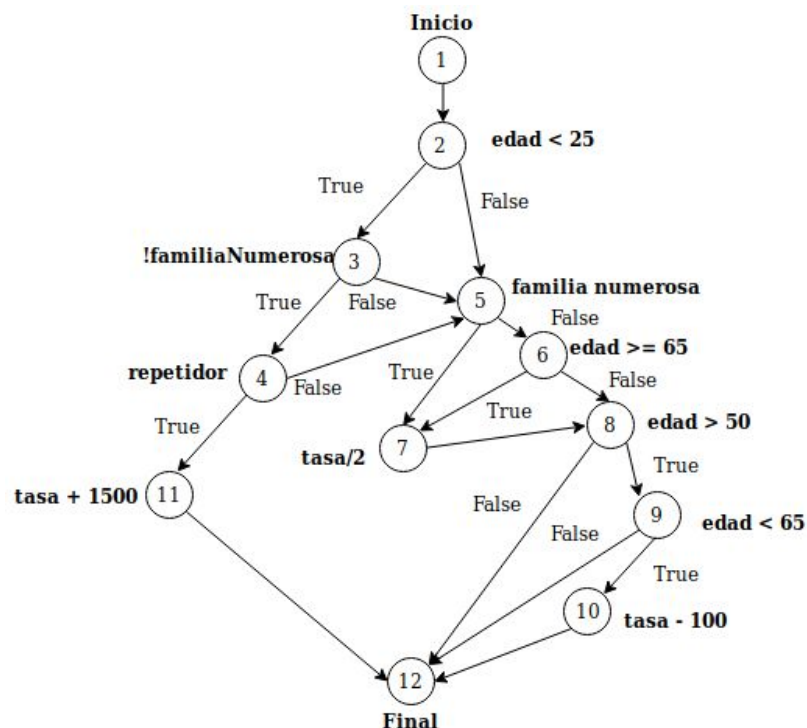 Inicio
1
2
edad < 25
True
False
!familiaNumerosa
3
5
familia numerosa
True
False
False
6
edad >= 65
repetidor
4
False
True
False
True
8
edad > 50
True
7
tasa/2
True
tasa + 1500
11
False
False
9
edad < 65
True
10
tasa - 100
12
Final